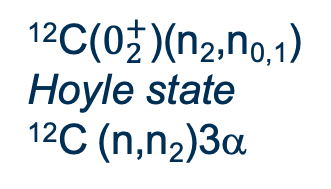 ¹²C(0₂⁺)(n₂,n₀,₁)
Hoyle state
¹²C (n,n₂)3α